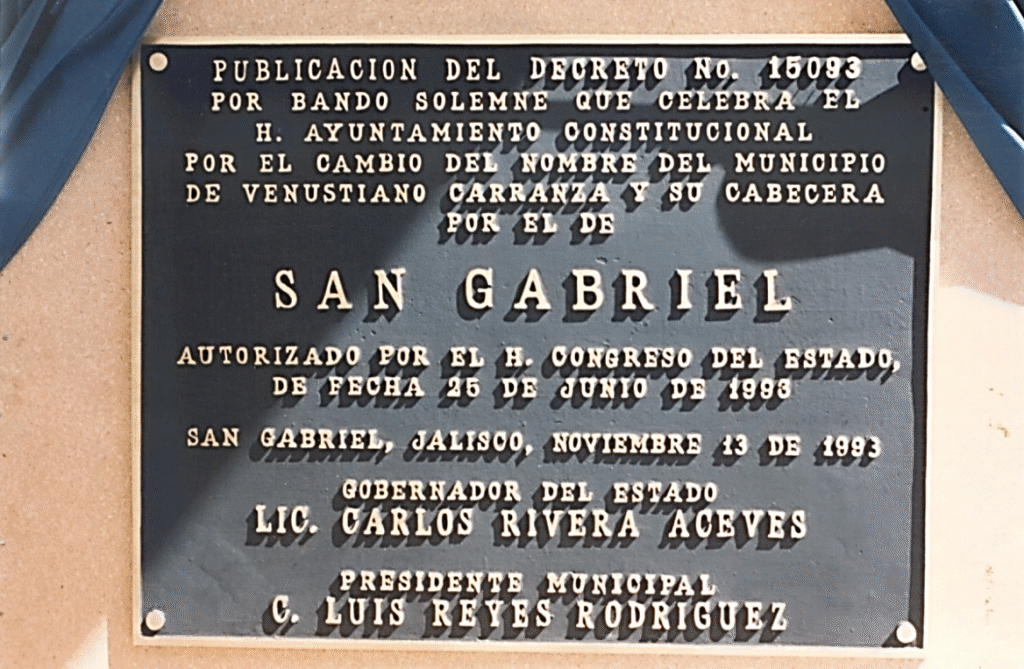 PUBLICACION DEL DECRETO No. 15093
POR BANDO SOLEMNE QUE CELEBRA EL
H. AYUNTAMIENTO CONSTITUCIONAL
POR EL CAMBIO DEL NOMBRE DEL MUNICIPIO
DE VENUSTIANO CARRANZA Y SU CABECERA
POR EL DE
SAN GABRIEL
AUTORIZADO POR EL H. CONGRESO DEL ESTADO,
DE FECHA 25 DE JUNIO DE 1993
SAN GABRIEL, JALISCO, NOVIEMBRE 13 DE 1993
GOBERNADOR DEL ESTADO
LIC. CARLOS RIVERA ACEVES
PRESIDENTE MUNICIPAL
C. LUIS REYES RODRIGUEZ